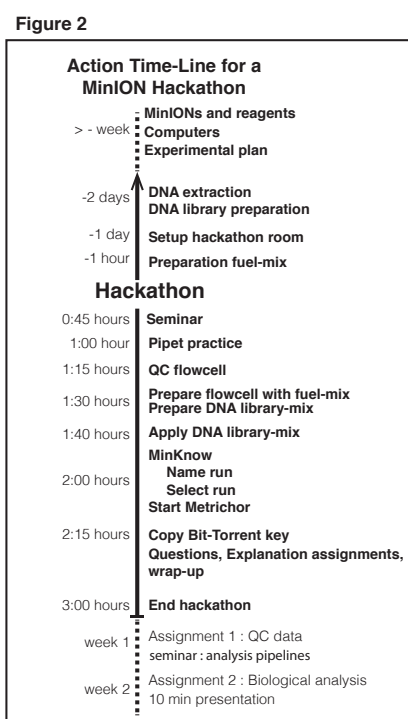 Figure 2
Action Time-Line for a
MinION Hackathon
> - week
MinIONs and reagents
Computers
Experimental plan
-2 days
DNA extraction
DNA library preparation
-1 day
Setup hackathon room
-1 hour
Preparation fuel-mix
Hackathon
0:45 hours Seminar
1:00 hour Pipet practice
1:15 hours QC flowcell
1:30 hours
Prepare flowcell with fuel-mix
Prepare DNA library-mix
1:40 hours Apply DNA library-mix
2:00 hours
MinKnow
Name run
Select run
Start Metrichor
2:15 hours Copy Bit-Torrent key
Questions, Explanation assignments,
wrap-up
3:00 hours End hackathon
week 1
Assignment 1 : QC data
seminar : analysis pipelines
week 2
Assignment 2 : Biological analysis
10 min presentation